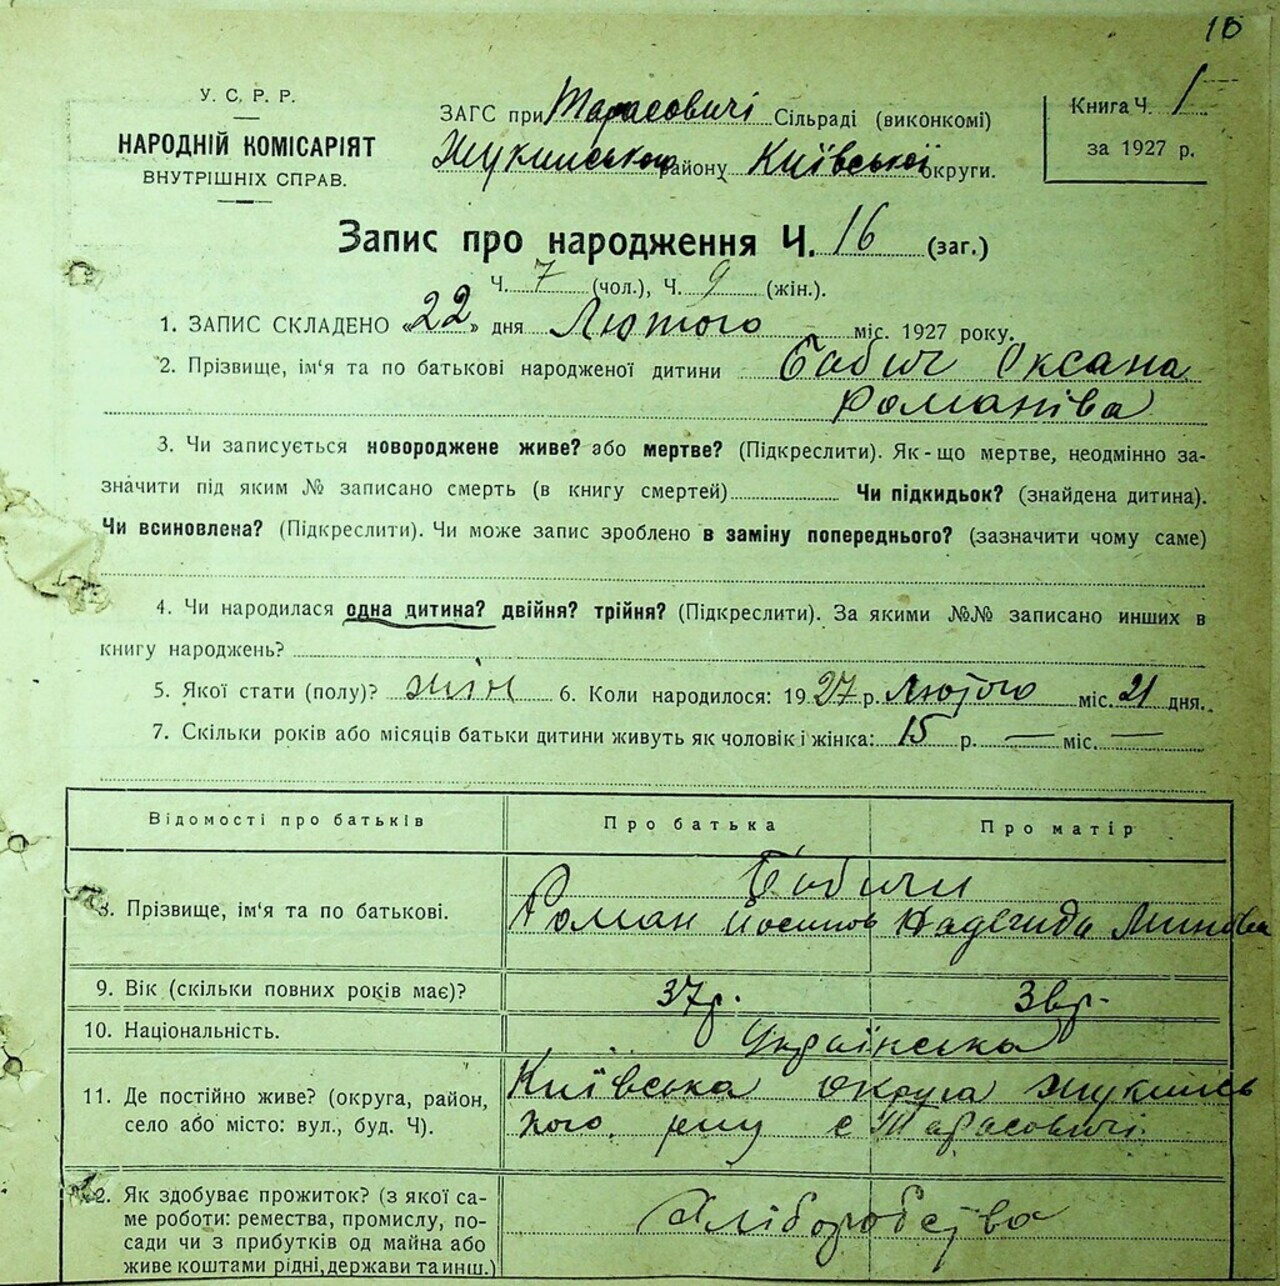 16
У. С. Р. Р.
НАРОДНІЙ КОМІСАРІЯТ
ВНУТРІШНІХ СПРАВ.
ЗАГС при Тарасовичі Сільраді (виконкомі)
Жукинського району Київської округи.
Книга Ч. 1
за 1927 р.
Запис про народження Ч. 16 (заг.)
Ч. 7 (чол.), Ч. 9 (жін.).
1. ЗАПИС СКЛАДЕНО «22» дня Лютого міс. 1927 року.
2. Прізвище, ім'я та по батькові народженої дитини Бабич Оксана
Романіва
3. Чи записується новороджене живе? або мертве? (Підкреслити). Як-що мертве, неодмінно за-
значити під яким № записано смерть (в книгу смертей) Чи підкидьок? (знайдена дитина).
Чи всиновлена? (Підкреслити). Чи може запис зроблено в заміну попереднього? (зазначити чому саме)
4. Чи народилася одна дитина? двійня? трійня? (Підкреслити). За якими №№ записано инших в
книгу народжень?
5. Якої стати (полу)? жін 6. Коли народилося: 1927 р. Лютого міс. 21 дня.
7. Скільки років або місяців батьки дитини живуть як чоловік і жінка: 15 р. — міс. —
Відомості про батьків Про батька Про матір
Бабичи
8. Прізвище, ім'я та по батькові. Роман Йосипов Надежида
9. Вік (скільки повних років має)? 37р. р.
10. Національність. Українська
11. Де постійно живе? (округа, район, Київська округа Жукинсь
село або місто: вул., буд. Ч). кого р-ну с Тарасовичі
12. Як здобуває прожиток? (з якої са-
ме роботи: ремества, промислу, по- Хліборобства
сади чи з прибутків од майна або
живе коштами рідні, держави та инш.)